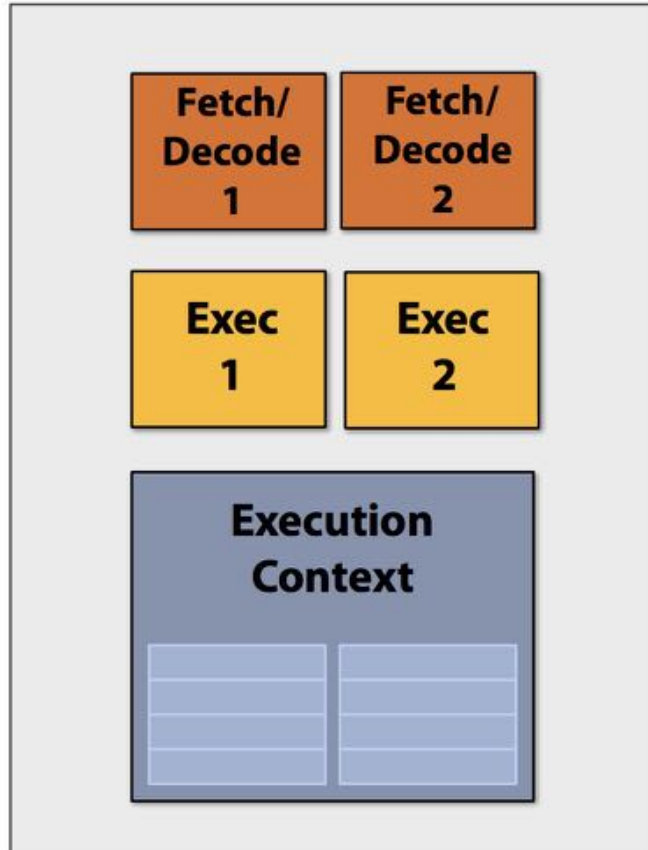 Fetch/
Decode
1
Fetch/
Decode
2
Exec
1
Exec
2
Execution
Context